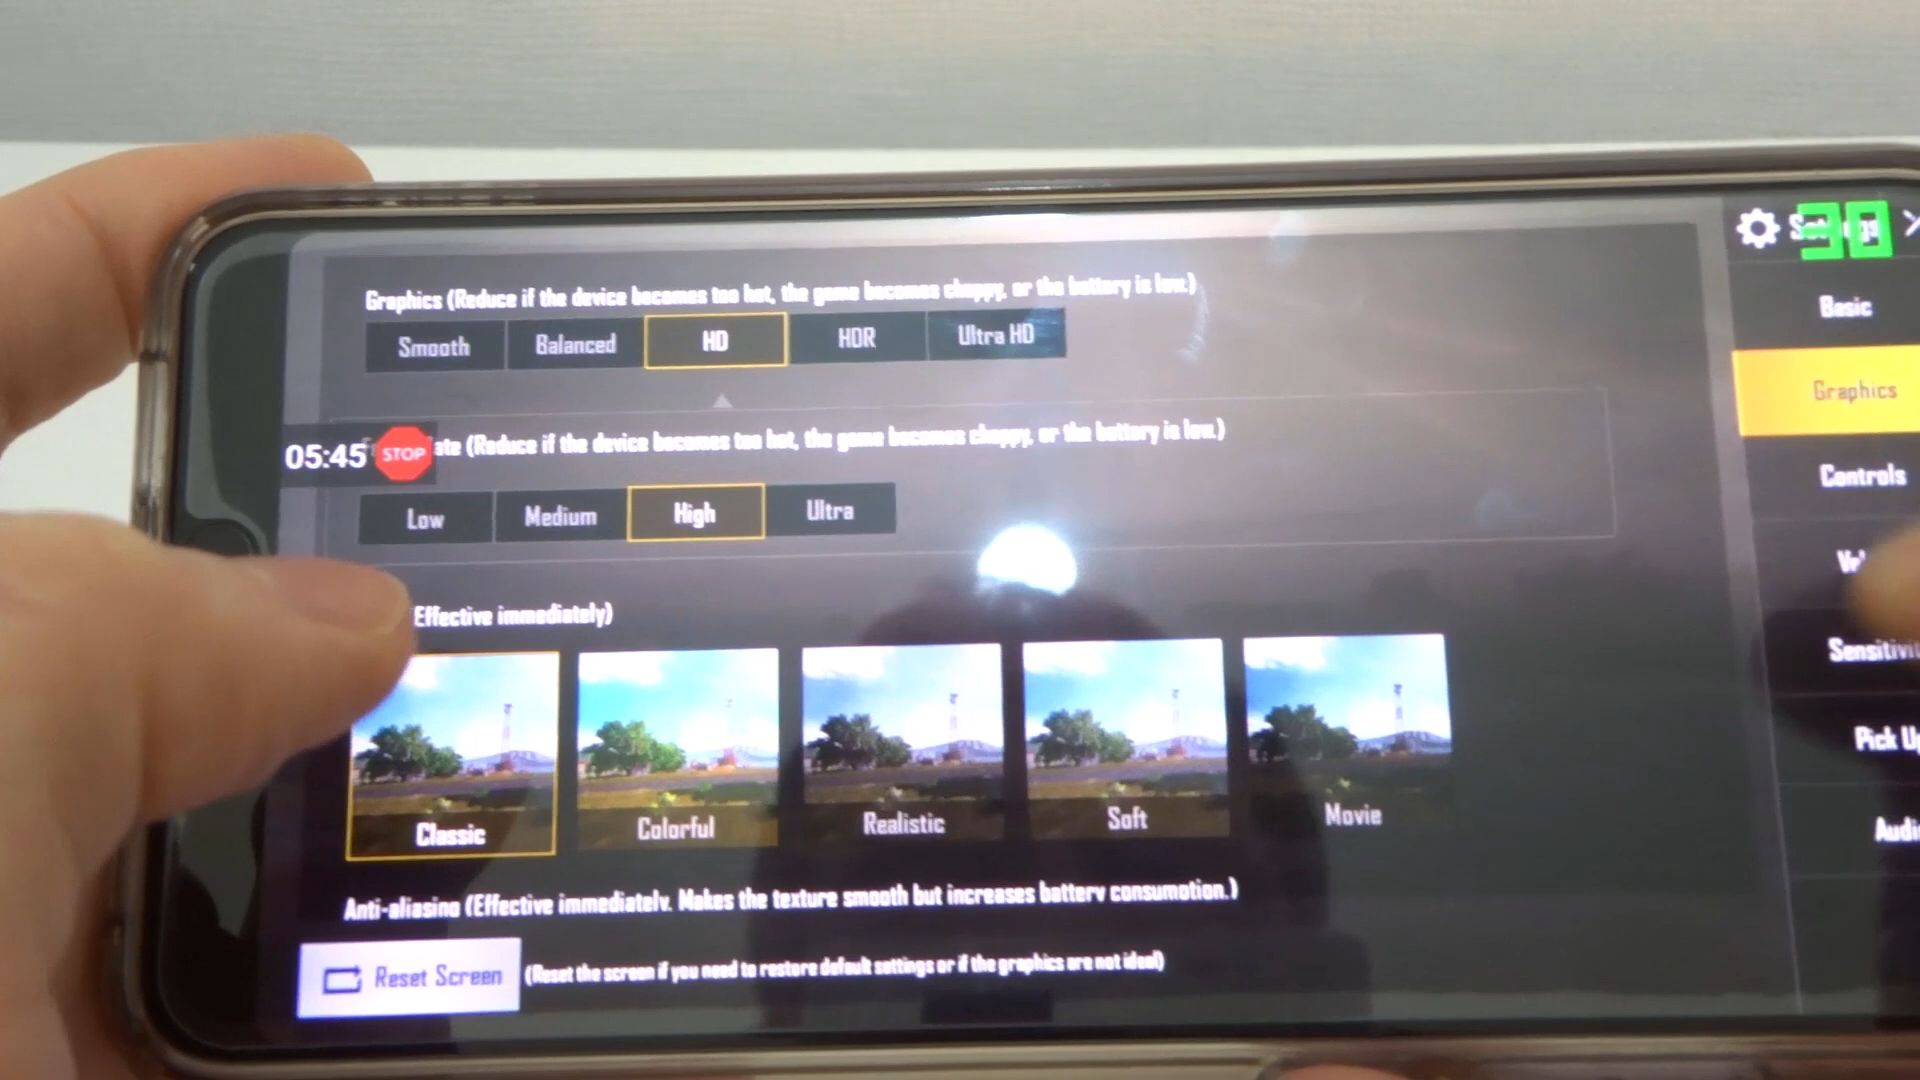 Graphics (Reduce if the device becomes too hot, the game becomes choppy, or the battery is low.)
Smooth Balanced HD HDR Ultra HD
05:45 STOP ate (Reduce if the device becomes too hot, the game becomes choppy, or the battery is low.)
Low Medium High Ultra
(Effective immediately)
Classic Colorful Realistic Soft Movie
Anti-aliasing (Effective immediately. Makes the texture smooth but increases battery consumption.)
Reset Screen (Reset the screen if you need to restore default settings or if the graphics are not ideal)
30
Basic
Graphics
Controls
Sensitivi
Pick Up
Audi